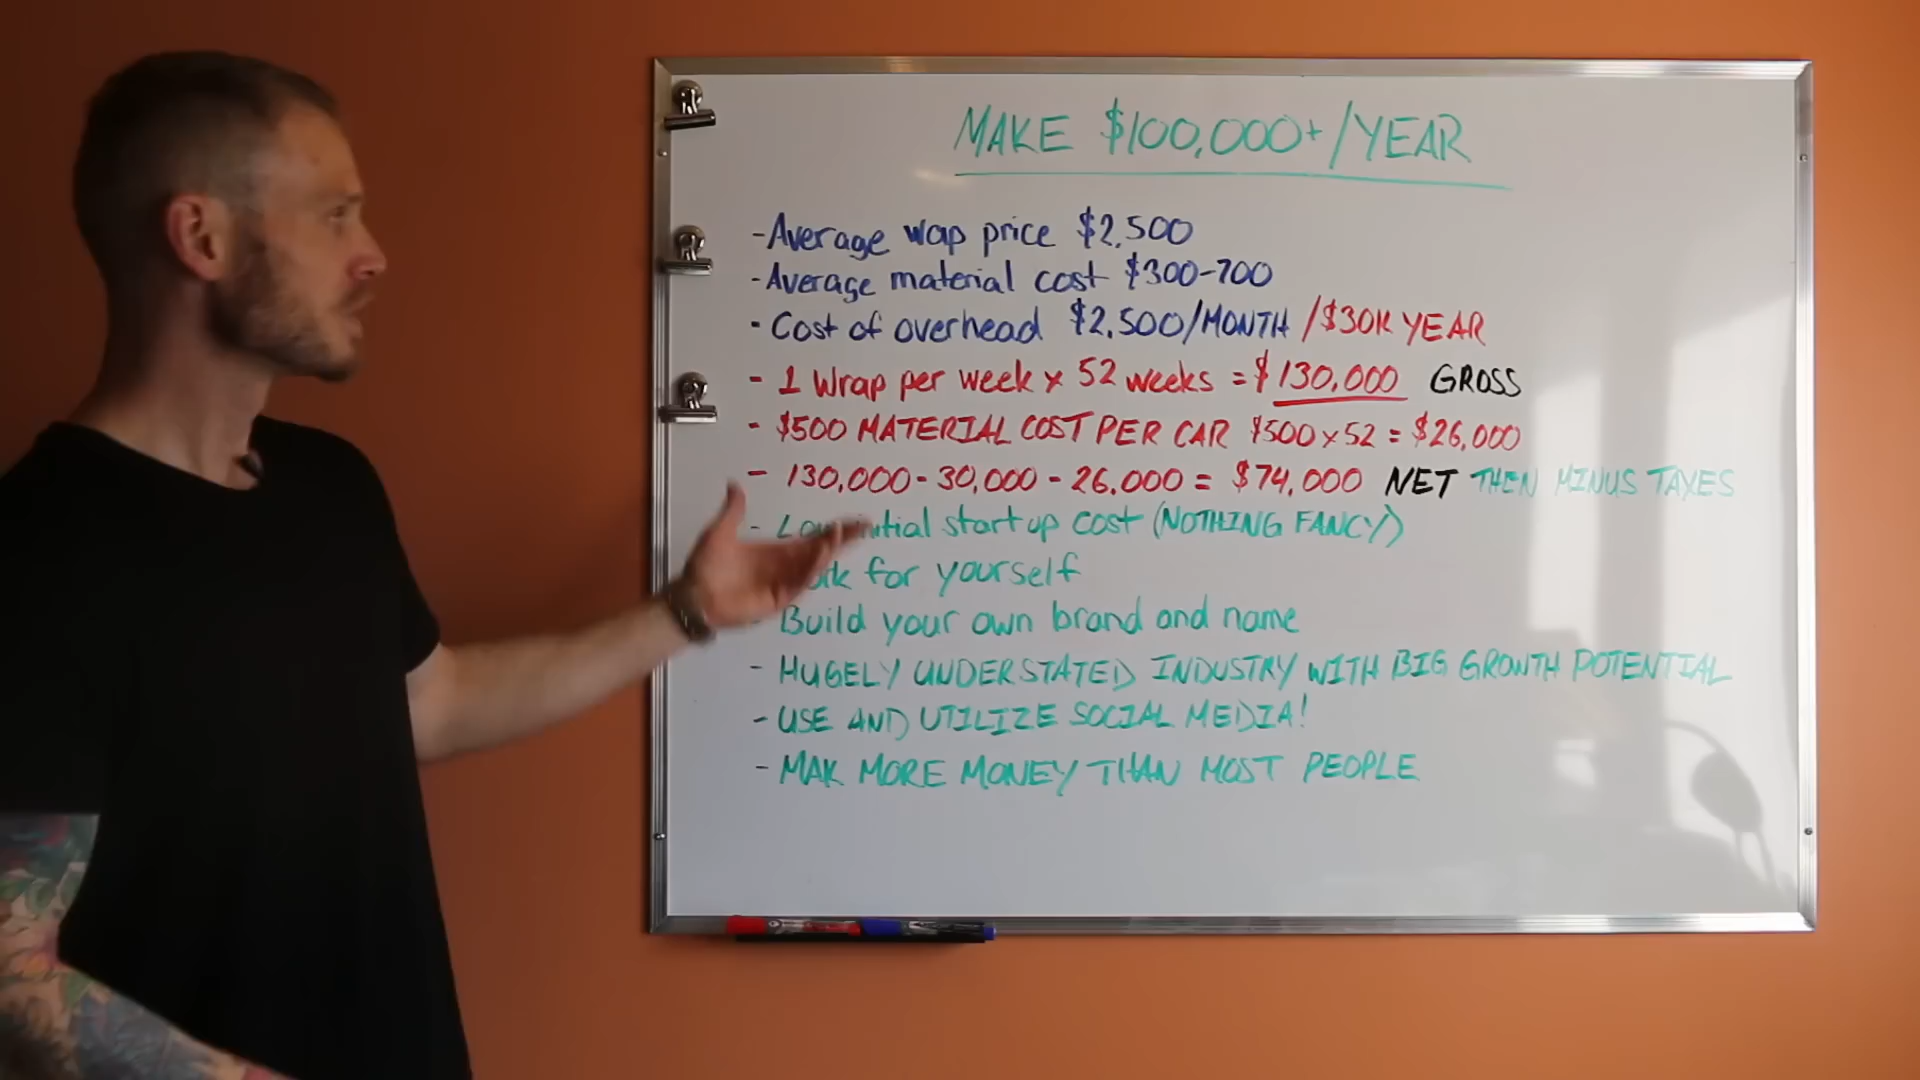 MAKE $100,000+/YEAR
-Average wap price $2,500
-Average material cost $300-700
- Cost of overhead $2,500/MONTH /$30K YEAR
- 1 Wrap per week x 52 weeks = $130,000 GROSS
- $500 MATERIAL COST PER CAR $500 x 52 = $26,000
- 130,000 - 30,000 - 26,000 = $74,000 NET THEN MINUS TAXES
- startup cost (NOTHING FANCY)
for yourself
Build your own brand and name
- HUGELY UNDERSTATED INDUSTRY WITH BIG GROWTH POTENTIAL
- USE AND UTILIZE SOCIAL MEDIA!
- MAK MORE MONEY THAN MOST PEOPLE